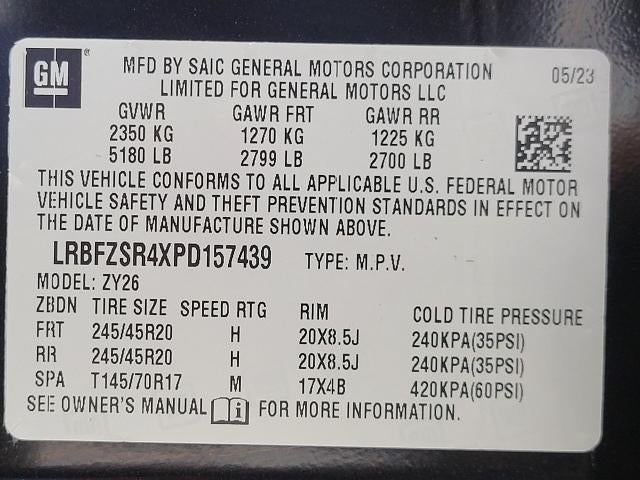 GM ®
MFD BY SAIC GENERAL MOTORS CORPORATION 05/23
LIMITED FOR GENERAL MOTORS LLC
GVWR GAWR FRT GAWR RR
2350 KG 1270 KG 1225 KG
5180 LB 2799 LB 2700 LB
THIS VEHICLE CONFORMS TO ALL APPLICABLE U.S. FEDERAL MOTOR
VEHICLE SAFETY AND THEFT PREVENTION STANDARDS IN EFFECT ON
THE DATE OF MANUFACTURE SHOWN ABOVE.
LRBFZSR4XPD157439 TYPE: M.P.V.
MODEL: ZY26
ZBDN TIRE SIZE SPEED RTG RIM COLD TIRE PRESSURE
FRT 245/45R20 H 20X8.5J 240KPA(35PSI)
RR 245/45R20 H 20X8.5J 240KPA(35PSI)
SPA T145/70R17 M 17X4B 420KPA(60PSI)
SEE OWNER'S MANUAL i FOR MORE INFORMATION.